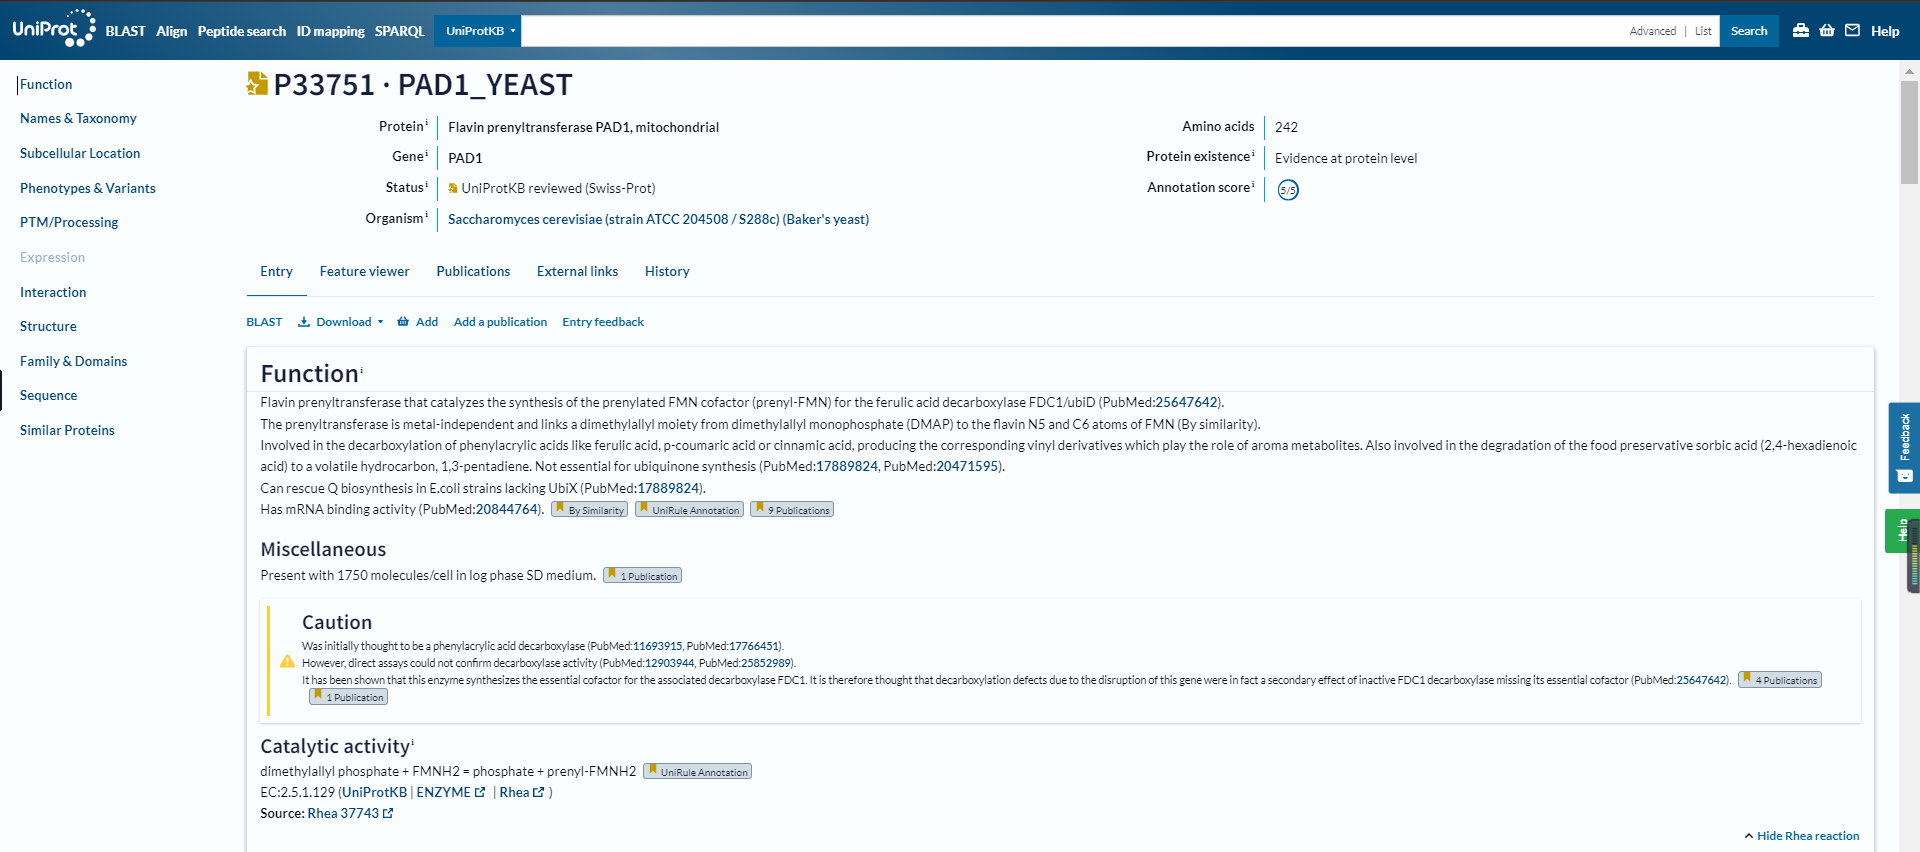 UniProt BLAST Align Peptide search ID mapping SPARQL UniProtKB Advanced | List Search Help
Function
Names & Taxonomy
Subcellular Location
Phenotypes & Variants
PTM/Processing
Expression
Interaction
Structure
Family & Domains
Sequence
Similar Proteins
P33751 · PAD1_YEAST
Protein i Flavin prenyltransferase PAD1, mitochondrial
Gene i PAD1
Status i UniProtKB reviewed (Swiss-Prot)
Organism i Saccharomyces cerevisiae (strain ATCC 204508 / S288c) (Baker's yeast)
Amino acids 242
Protein existence i Evidence at protein level
Annotation score i 5/5
Entry Feature viewer Publications External links History
BLAST Download Add Add a publication Entry feedback
Function i
Flavin prenyltransferase that catalyzes the synthesis of the prenylated FMN cofactor (prenyl-FMN) for the ferulic acid decarboxylase FDC1/ubiD (PubMed:25647642).
The prenyltransferase is metal-independent and links a dimethylallyl moiety from dimethylallyl monophosphate (DMAP) to the flavin N5 and C6 atoms of FMN (By similarity).
Involved in the decarboxylation of phenylacrylic acids like ferulic acid, p-coumaric acid or cinnamic acid, producing the corresponding vinyl derivatives which play the role of aroma metabolites. Also involved in the degradation of the food preservative sorbic acid (2,4-hexadienoic
acid) to a volatile hydrocarbon, 1,3-pentadiene. Not essential for ubiquinone synthesis (PubMed:17889824, PubMed:20471595).
Can rescue Q biosynthesis in E.coli strains lacking UbiX (PubMed:17889824).
Has mRNA binding activity (PubMed:20844764). By Similarity UniRule Annotation 9 Publications
Miscellaneous
Present with 1750 molecules/cell in log phase SD medium. 1 Publication
Caution
Was initially thought to be a phenylacrylic acid decarboxylase (PubMed:11693915, PubMed:17766451).
However, direct assays could not confirm decarboxylase activity (PubMed:12903944, PubMed:25852989).
It has been shown that this enzyme synthesizes the essential cofactor for the associated decarboxylase FDC1. It is therefore thought that decarboxylation defects due to the disruption of this gene were in fact a secondary effect of inactive FDC1 decarboxylase missing its essential cofactor (PubMed:25647642). 4 Publications
1 Publication
Catalytic activity i
dimethylallyl phosphate + FMNH2 = phosphate + prenyl-FMNH2 UniRule Annotation
EC:2.5.1.129 (UniProtKB | ENZYME | Rhea )
Source: Rhea 37743
Hide Rhea reaction
Feedback
Help